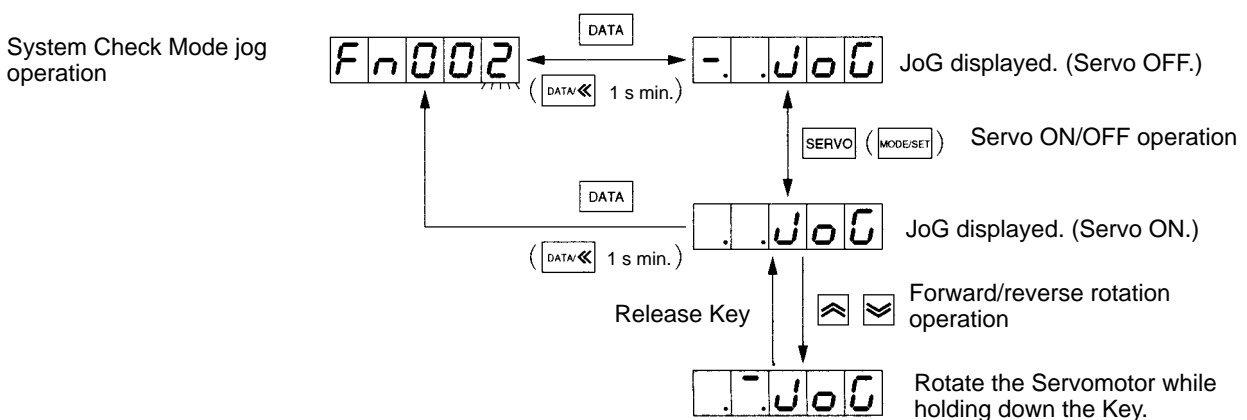 System Check Mode jog
operation
Fn002
DATA
(DATA/≪ 1 s min.)
-. .JoG
JoG displayed. (Servo OFF.)
SERVO (MODE/SET)
Servo ON/OFF operation
DATA
(DATA/≪ 1 s min.)
. .JoG
JoG displayed. (Servo ON.)
Release Key
Forward/reverse rotation
operation
. ¯.JoG
Rotate the Servomotor while
holding down the Key.